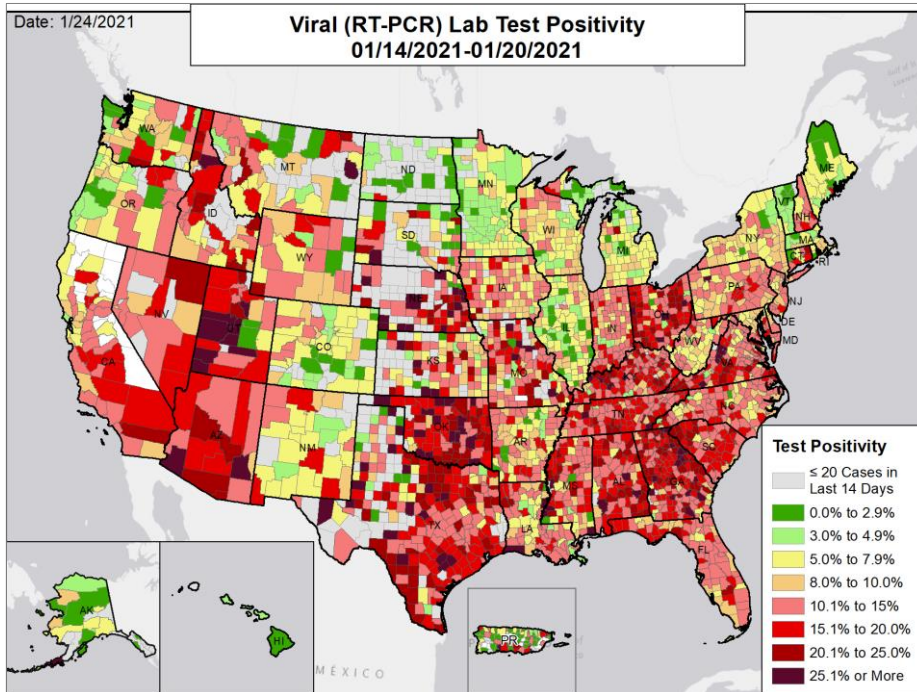 Date: 1/24/2021
Viral (RT-PCR) Lab Test Positivity
01/14/2021-01/20/2021
WA
MT
ND
MN
ME
OR
ID
SD
WI
MI
VT
NH
NY
MA
CT
RI
WY
IA
NE
PA
NJ
NV
UT
CO
IL
IN
OH
DE
MD
WV
VA
CA
KS
MO
KY
AZ
NM
OK
AR
TN
NC
SC
MS
AL
GA
TX
LA
FL
AK
HI
PR
MÉXICO
Test Positivity
≤ 20 Cases in
Last 14 Days
0.0% to 2.9%
3.0% to 4.9%
5.0% to 7.9%
8.0% to 10.0%
10.1% to 15%
15.1% to 20.0%
20.1% to 25.0%
25.1% or More